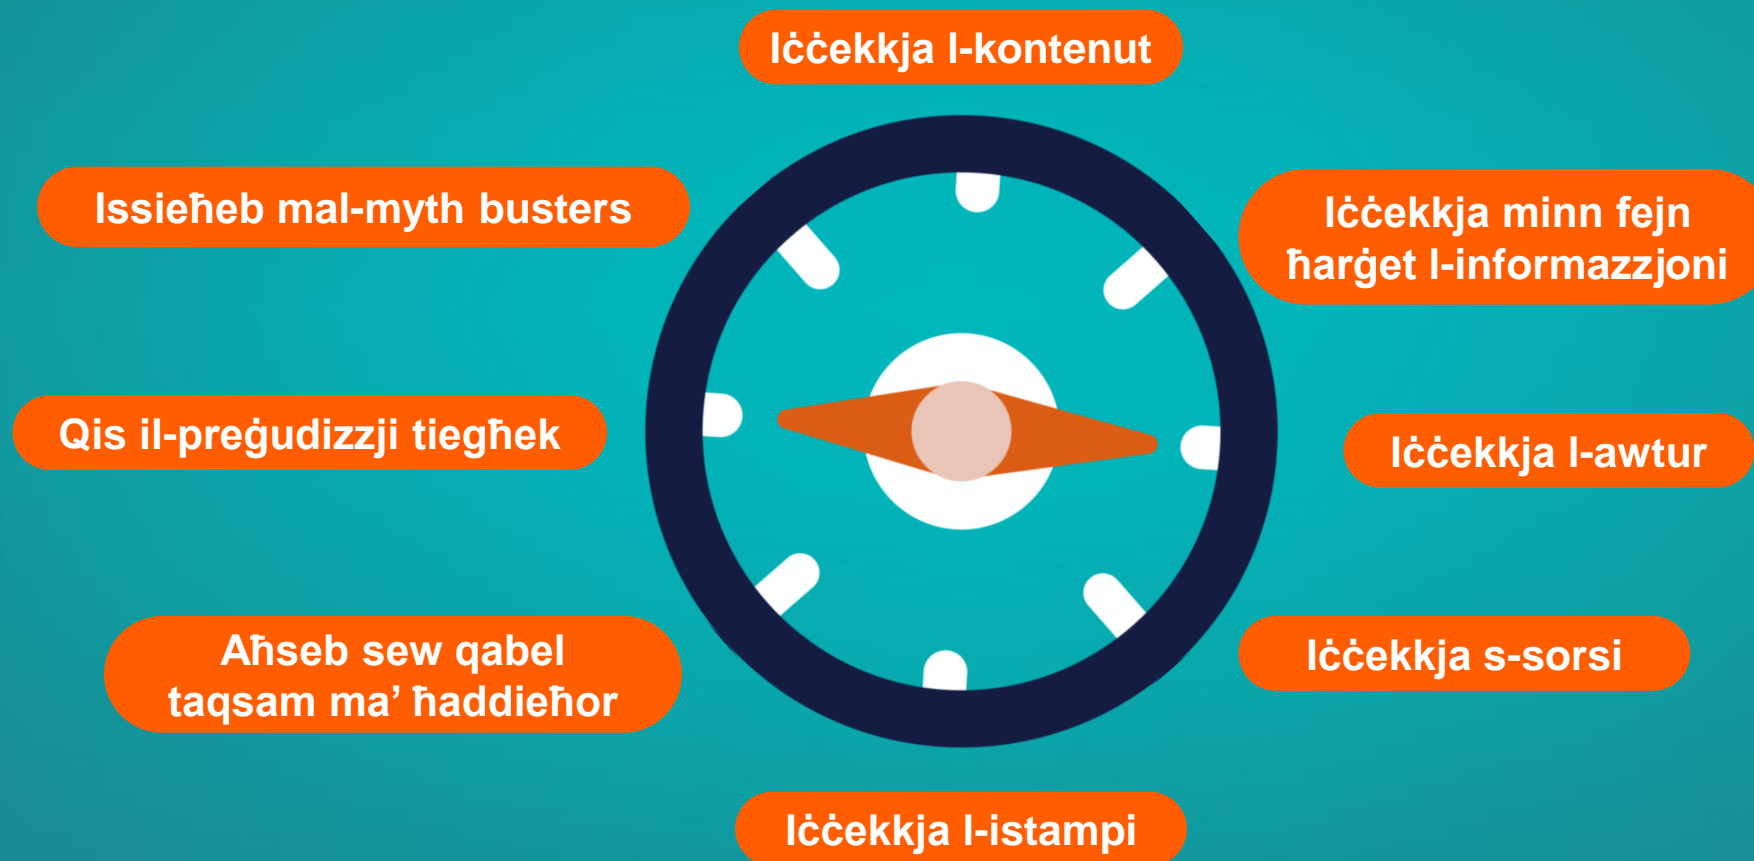 Iċċekkja l-kontenut
Issieħeb mal-myth busters
Iċċekkja minn fejn
ħarġet l-informazzjoni
Qis il-preġudizzji tiegħek
Iċċekkja l-awtur
Aħseb sew qabel
taqsam ma’ ħaddieħor
Iċċekkja s-sorsi
Iċċekkja l-istampi